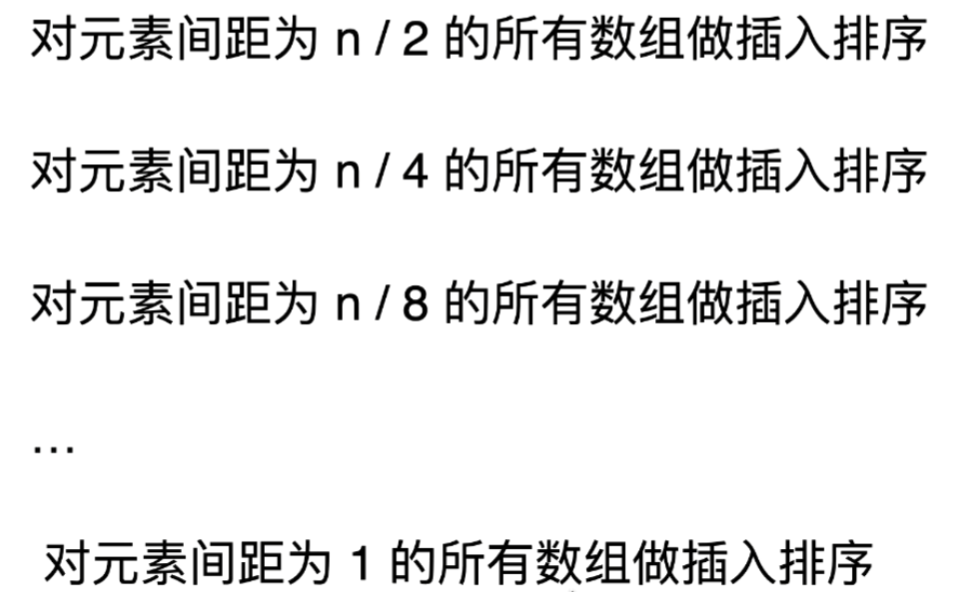 对元素间距为 n / 2 的所有数组做插入排序
对元素间距为 n / 4 的所有数组做插入排序
对元素间距为 n / 8 的所有数组做插入排序
...
对元素间距为 1 的所有数组做插入排序